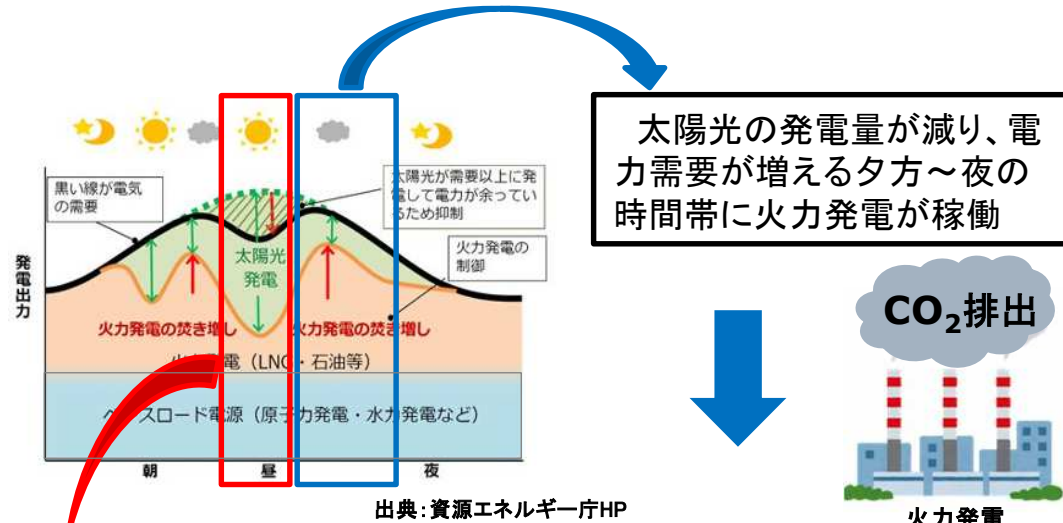 太陽光の発電量が減り、電
力需要が増える夕方～夜の
時間帯に火力発電が稼働
黒い線が電気
の需要
太陽光が需要以上に発
電して電力が余ってい
るため抑制
火力発電の
制御
発電出力
太陽光
発電
火力発電の焚き増し
火力発電の焚き増し
電（LNG・石油等）
ロード電源（原子力発電・水力発電など）
朝
昼
夜
出典：資源エネルギー庁HP
CO₂排出
火力発電